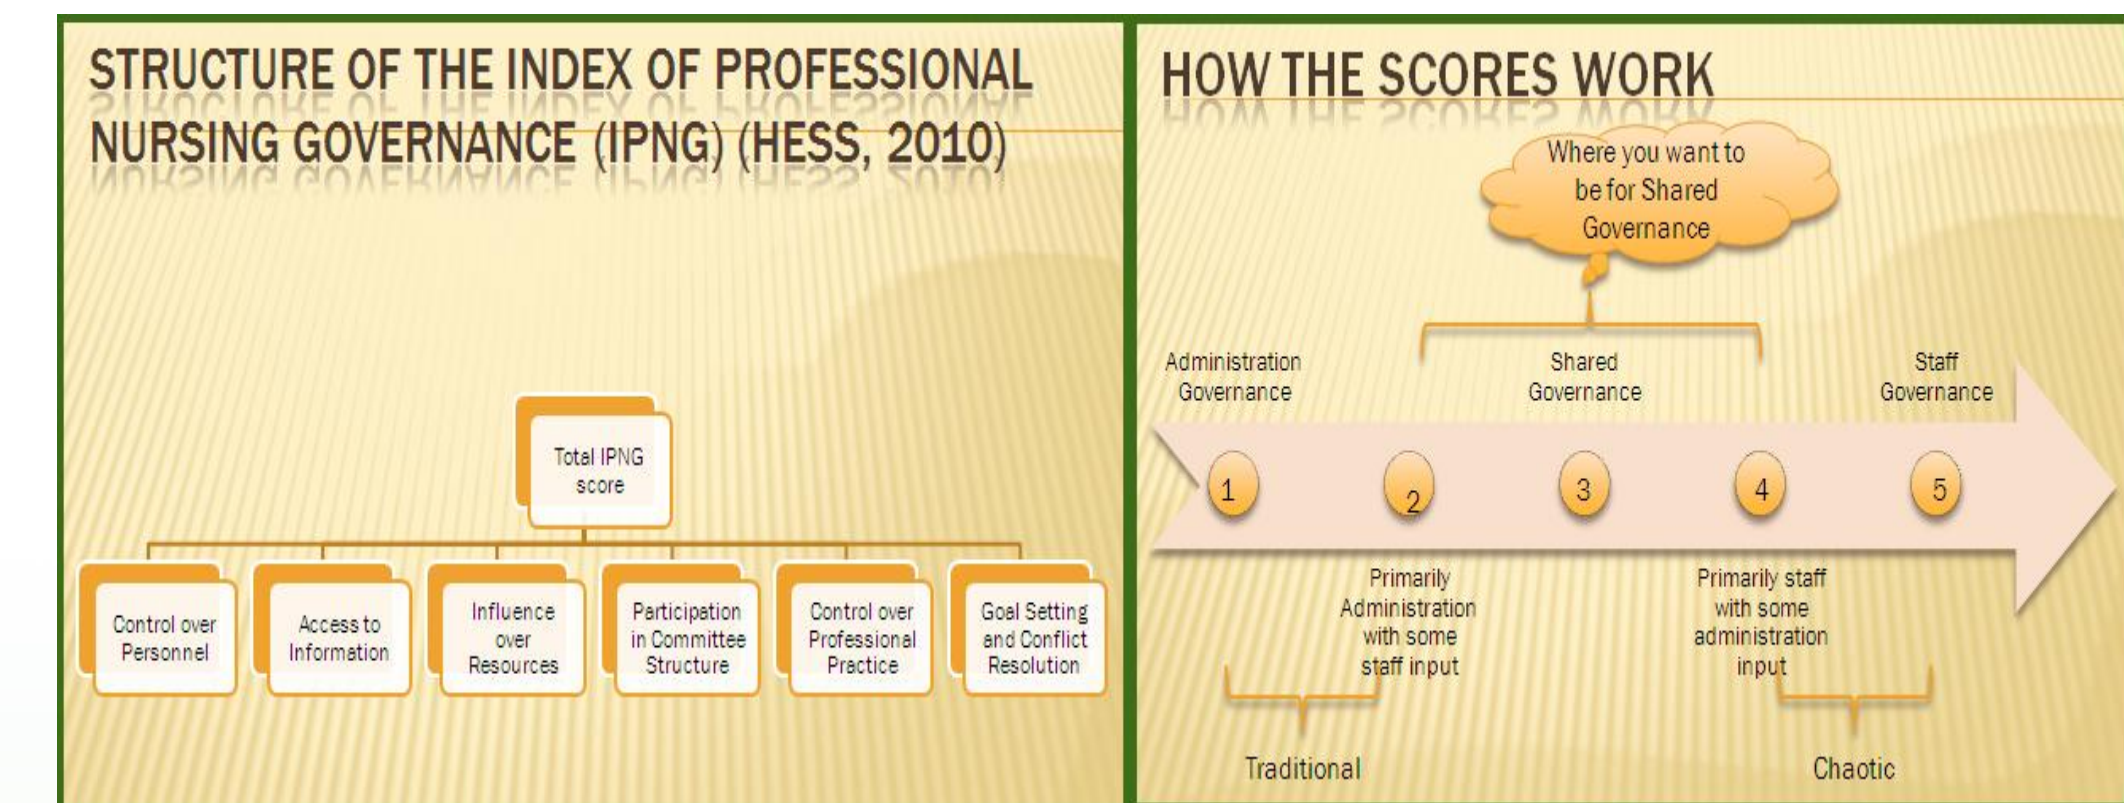 STRUCTURE OF THE INDEX OF PROFESSIONAL
NURSING GOVERNANCE (IPNG) (HESS, 2010)
Total IPNG
score
Control over
Personnel
Access to
Information
Influence
over
Resources
Participation
in Committee
Structure
Control over
Professional
Practice
Goal Setting
and Conflict
Resolution
HOW THE SCORES WORK
Where you want to
be for Shared
Governance
Administration
Governance
Shared
Governance
Staff
Governance
1
2
3
4
5
Primarily
Administration
with some
staff input
Primarily staff
with some
administration
input
Traditional
Chaotic